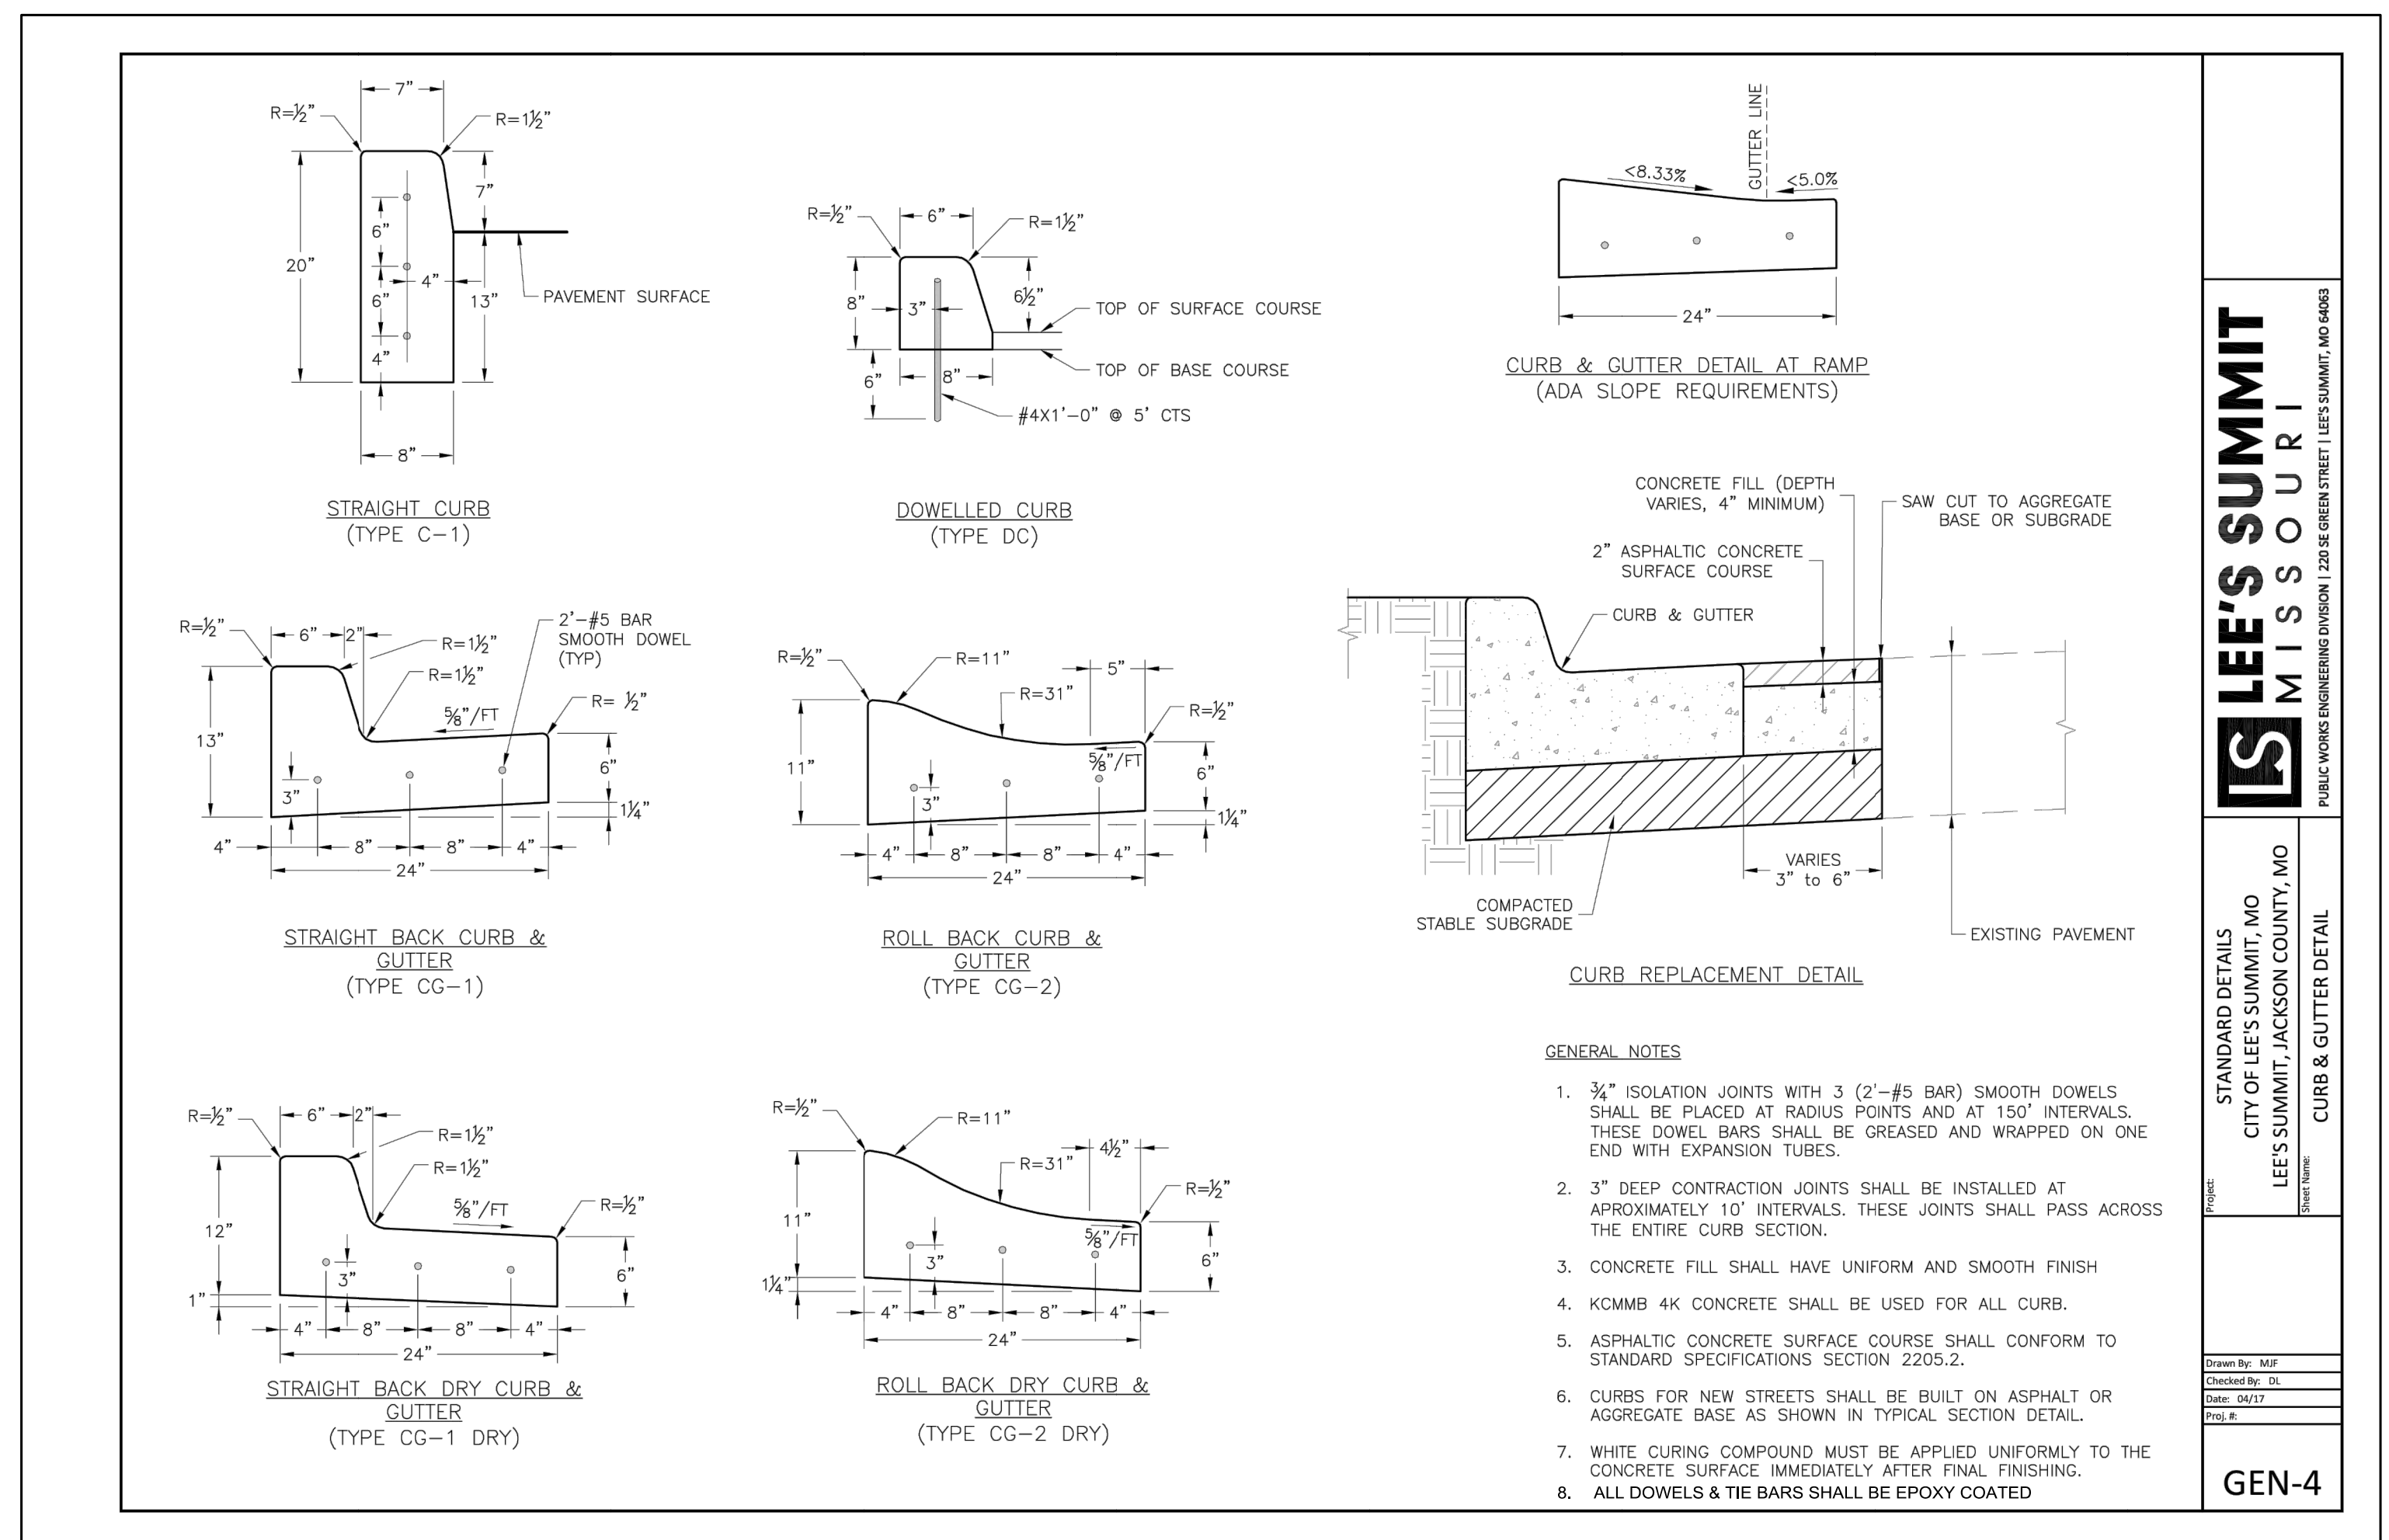 7”
R=½”
R=1½”
7”
6”
20”
4”
6”
13”
PAVEMENT SURFACE
4”
8”
STRAIGHT CURB
(TYPE C-1)
R=½”
6”
R=1½”
8”
3”
6½”
TOP OF SURFACE COURSE
TOP OF BASE COURSE
6”
8”
#4X1'-0” @ 5' CTS
DOWELLED CURB
(TYPE DC)
GUTTER LINE
<8.33%
<5.0%
24”
CURB & GUTTER DETAIL AT RAMP
(ADA SLOPE REQUIREMENTS)
R=½”
6”
2”
R=1½”
R=1½”
2'-#5 BAR
SMOOTH DOWEL
(TYP)
R= ½”
⅝”/FT
13”
3”
6”
1¼”
4”
8”
8”
4”
24”
STRAIGHT BACK CURB &
GUTTER
(TYPE CG-1)
R=½”
R=11”
5”
R=31”
R=½”
11”
⅝”/FT
6”
3”
1¼”
4”
8”
8”
4”
24”
ROLL BACK CURB &
GUTTER
(TYPE CG-2)
CONCRETE FILL (DEPTH
VARIES, 4” MINIMUM)
SAW CUT TO AGGREGATE
BASE OR SUBGRADE
2” ASPHALTIC CONCRETE
SURFACE COURSE
CURB & GUTTER
VARIES
3” to 6”
COMPACTED
STABLE SUBGRADE
EXISTING PAVEMENT
CURB REPLACEMENT DETAIL
R=½”
6”
2”
R=1½”
R=1½”
⅝”/FT
R=½”
12”
3”
6”
1”
4”
8”
8”
4”
24”
STRAIGHT BACK DRY CURB &
GUTTER
(TYPE CG-1 DRY)
R=½”
R=11”
4½”
R=31”
R=½”
11”
⅝”/FT
3”
6”
1¼”
4”
8”
8”
4”
24”
ROLL BACK DRY CURB &
GUTTER
(TYPE CG-2 DRY)
GENERAL NOTES
1. ¾” ISOLATION JOINTS WITH 3 (2'-#5 BAR) SMOOTH DOWELS
SHALL BE PLACED AT RADIUS POINTS AND AT 150' INTERVALS.
THESE DOWEL BARS SHALL BE GREASED AND WRAPPED ON ONE
END WITH EXPANSION TUBES.
2. 3” DEEP CONTRACTION JOINTS SHALL BE INSTALLED AT
APROXIMATELY 10' INTERVALS. THESE JOINTS SHALL PASS ACROSS
THE ENTIRE CURB SECTION.
3. CONCRETE FILL SHALL HAVE UNIFORM AND SMOOTH FINISH
4. KCMMB 4K CONCRETE SHALL BE USED FOR ALL CURB.
5. ASPHALTIC CONCRETE SURFACE COURSE SHALL CONFORM TO
STANDARD SPECIFICATIONS SECTION 2205.2.
6. CURBS FOR NEW STREETS SHALL BE BUILT ON ASPHALT OR
AGGREGATE BASE AS SHOWN IN TYPICAL SECTION DETAIL.
7. WHITE CURING COMPOUND MUST BE APPLIED UNIFORMLY TO THE
CONCRETE SURFACE IMMEDIATELY AFTER FINAL FINISHING.
8. ALL DOWELS & TIE BARS SHALL BE EPOXY COATED
LS
LEE'S SUMMIT
MISSOURI
PUBLIC WORKS ENGINEERING DIVISION | 220 SE GREEN STREET | LEE'S SUMMIT, MO 64063
Project:
STANDARD DETAILS
CITY OF LEE'S SUMMIT, MO
LEE'S SUMMIT, JACKSON COUNTY, MO
Sheet Name:
CURB & GUTTER DETAIL
Drawn By: MJF
Checked By: DL
Date: 04/17
Proj. #:
GEN-4